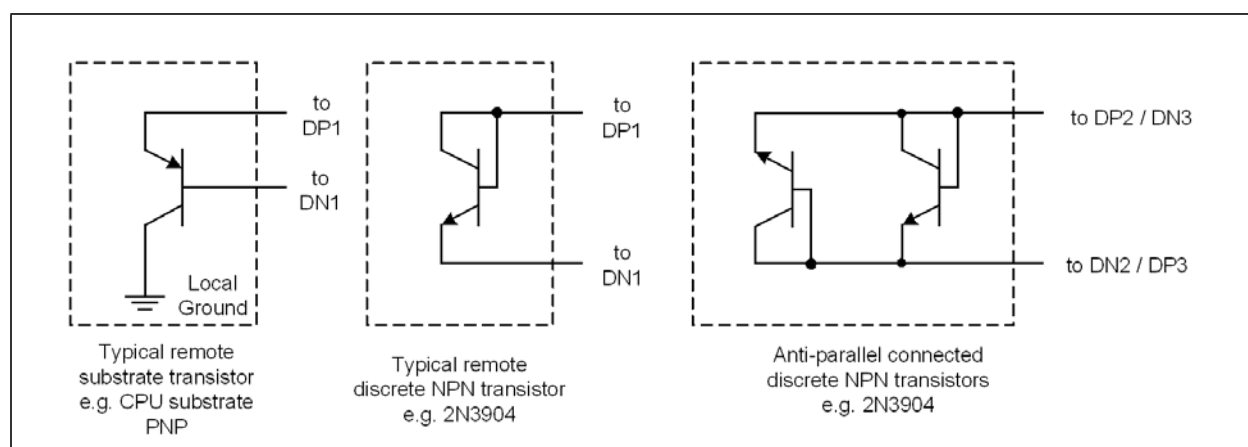 to
DP1
to
DN1
Local
Ground
Typical remote
substrate transistor
e.g. CPU substrate
PNP
to
DP1
to
DN1
Typical remote
discrete NPN transistor
e.g. 2N3904
to DP2 / DN3
to DN2 / DP3
Anti-parallel connected
discrete NPN transistors
e.g. 2N3904